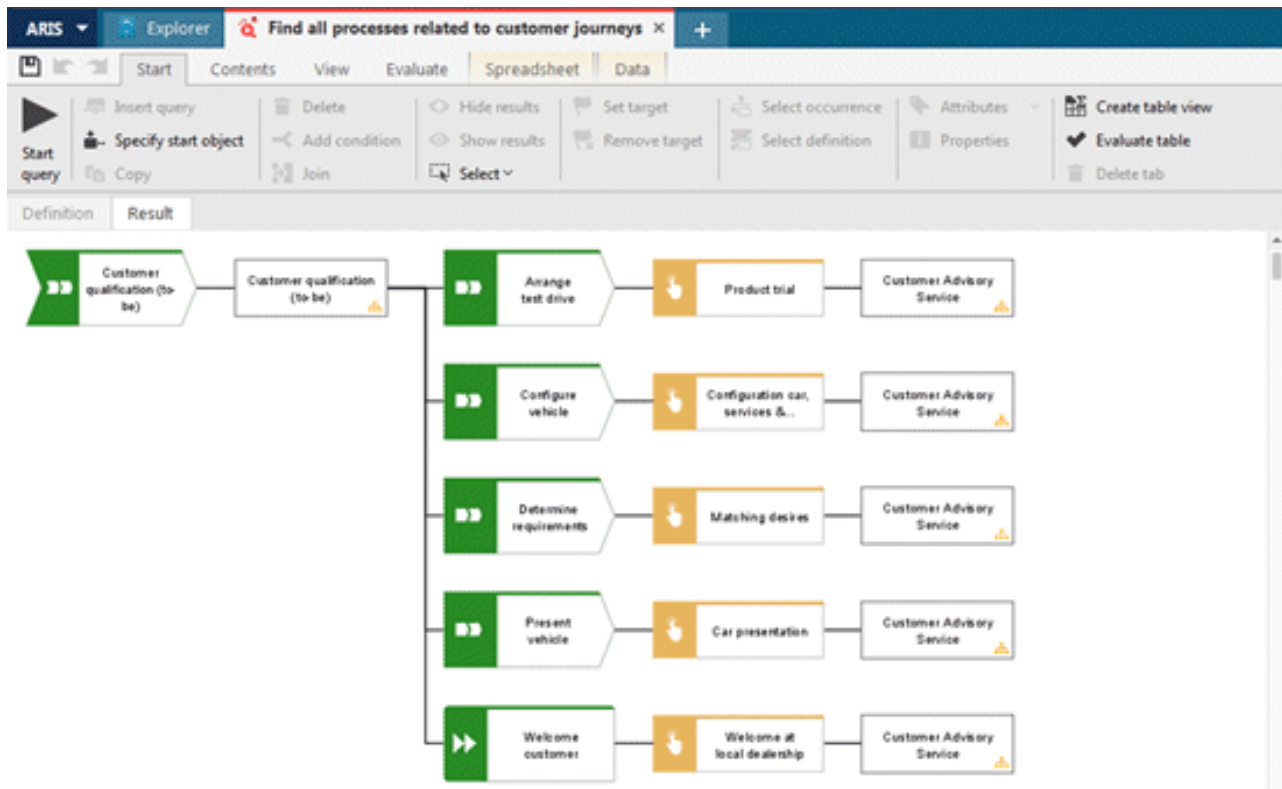 ARIS Explorer Find all processes related to customer journeys × +
Start Contents View Evaluate Spreadsheet Data
Insert query Delete Hide results Set target Select occurrence Attributes Create table view
Start query Specify start object Add condition Show results Remove target Select definition Properties Evaluate table
Copy Join Select Delete tab
Definition Result
Customer
qualification (to-
be)
Customer qualification
(to be)
Arrange
test drive
Product trial
Customer Advisory
Service
Configure
vehicle
Configuration car,
services &...
Customer Advisory
Service
Determine
requirements
Matching desires
Customer Advisory
Service
Present
vehicle
Car presentation
Customer Advisory
Service
Welcome
customer
Welcome at
local dealership
Customer Advisory
Service